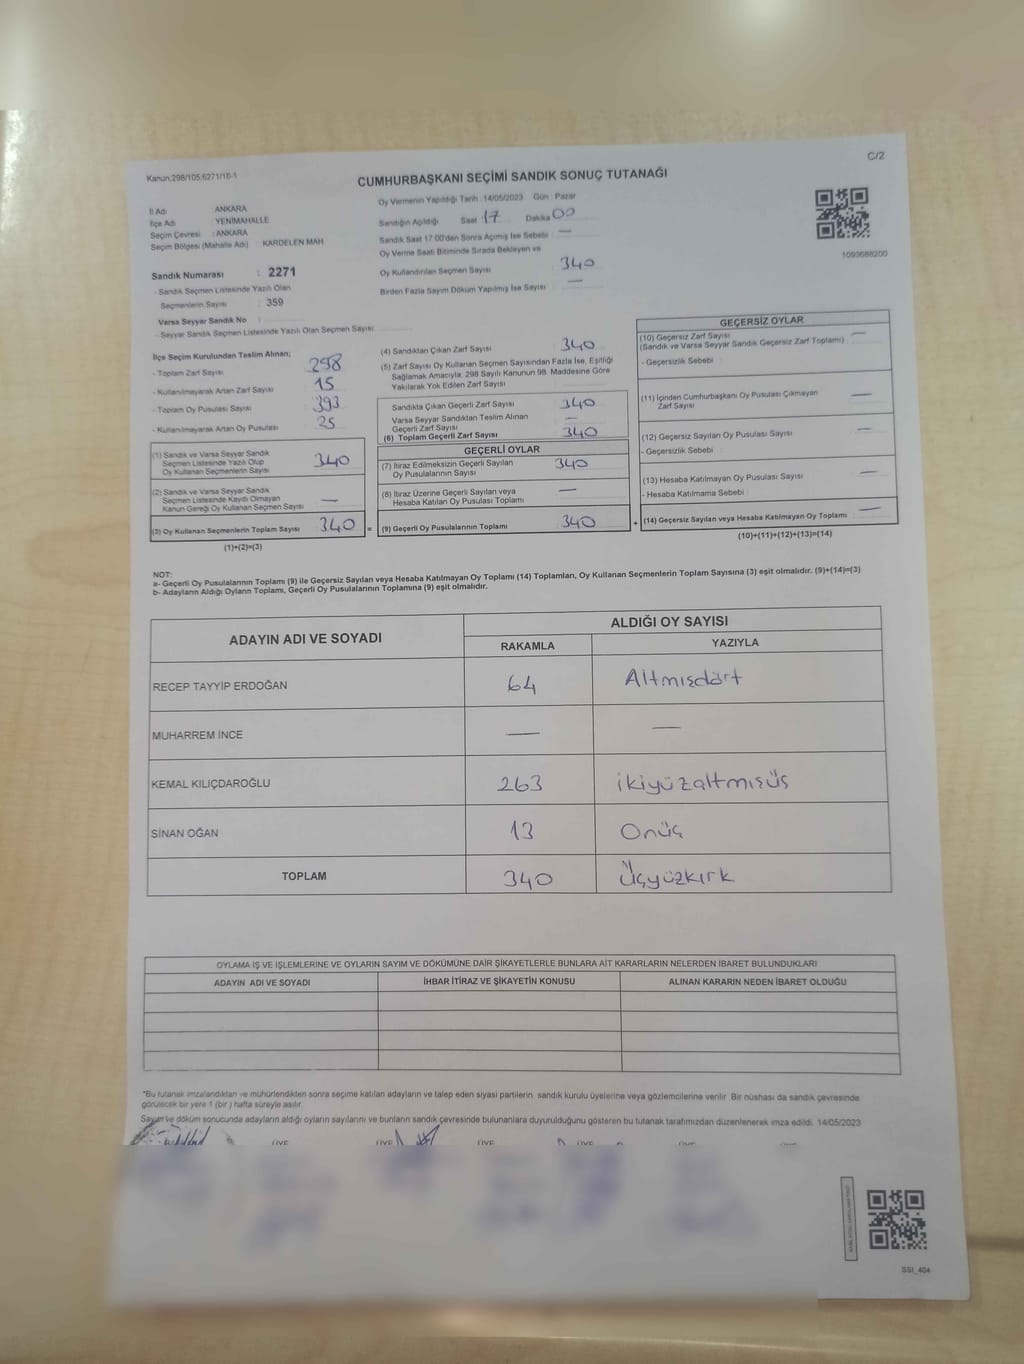 C/2
Kanun:298/105,6271/16-1
CUMHURBAŞKANI SEÇİMİ SANDIK SONUÇ TUTANAĞI
İl Adı : ANKARA
İlçe Adı : YENİMAHALLE
Seçim Çevresi : ANKARA
Seçim Bölgesi (Mahalle Adı) : KARDELEN MAH.
Sandık Numarası : 2271
- Sandık Seçmen Listesinde Yazılı Olan
Seçmenlerin Sayısı : 359
Varsa Seyyar Sandık No :
- Seyyar Sandık Seçmen Listesinde Yazılı Olan Seçmen Sayısı:
Oy Vermenin Yapıldığı Tarih :14/05/2023 Gün : Pazar
Sandığın Açıldığı Saat 17 Dakika 00
Sandık Saat 17:00'den Sonra Açımış İse Sebebi : —
Oy Verme Saati Bitiminde Sırada Bekleyen ve
Oy Kullandırılan Seçmen Sayısı 340
Birden Fazla Sayım Döküm Yapılmış İse Sayısı —
1093688200
İlçe Seçim Kurulundan Teslim Alınan;
- Toplam Zarf Sayısı 298
- Kullanılmayarak Artan Zarf Sayısı 15
- Toplam Oy Pusulası Sayısı 393
- Kullanılmayarak Artan Oy Pusulası 25
(1) Sandık ve Varsa Seyyar Sandık
Seçmen Listesinde Yazılı Olup
Oy Kullanan Seçmenlerin Sayısı 340
(2) Sandık ve Varsa Seyyar Sandık
Seçmen Listesinde Kaydı Olmayan
Kanun Gereği Oy Kullanan Seçmen Sayısı —
(3) Oy Kullanan Seçmenlerin Toplam Sayısı 340 =
(1)+(2)=(3)
(4) Sandıktan Çıkan Zarf Sayısı 340
(5) Zarf Sayısı Oy Kullanan Seçmen Sayısından Fazla İse, Eşitliği
Sağlamak Amacıyla, 298 Sayılı Kanunun 98. Maddesine Göre
Yakılarak Yok Edilen Zarf Sayısı
Sandıkta Çıkan Geçerli Zarf Sayısı 340
Varsa Seyyar Sandıktan Teslim Alınan
Geçerli Zarf Sayısı —
(6) Toplam Geçerli Zarf Sayısı 340
GEÇERLİ OYLAR
(7) İtiraz Edilmeksizin Geçerli Sayılan
Oy Pusulalarının Sayısı 340
(8) İtiraz Üzerine Geçerli Sayılan veya
Hesaba Katılan Oy Pusulası Toplamı —
(9) Geçerli Oy Pusulalarının Toplamı 340 +
GEÇERSİZ OYLAR
(10) Geçersiz Zarf Sayısı
(Sandık ve Varsa Seyyar Sandık Geçersiz Zarf Toplamı) —
- Geçersizlik Sebebi :
(11) İçinden Cumhurbaşkanı Oy Pusulası Çıkmayan
Zarf Sayısı —
(12) Geçersiz Sayılan Oy Pusulası Sayısı —
- Geçersizlik Sebebi :
(13) Hesaba Katılmayan Oy Pusulası Sayısı —
- Hesaba Katılmama Sebebi :
(14) Geçersiz Sayılan veya Hesaba Katılmayan Oy Toplamı —
(10)+(11)+(12)+(13)=(14)
NOT:
a- Geçerli Oy Pusulalarının Toplamı (9) ile Geçersiz Sayılan veya Hesaba Katılmayan Oy Toplamı (14) Toplamları, Oy Kullanan Seçmenlerin Toplam Sayısına (3) eşit olmalıdır. (9)+(14)=(3)
b- Adayların Aldığı Oyların Toplamı, Geçerli Oy Pusulalarının Toplamına (9) eşit olmalıdır.
ADAYIN ADI VE SOYADI ALDIĞI OY SAYISI
RAKAMLA YAZIYLA
RECEP TAYYİP ERDOĞAN 64 Altmışdört
MUHARREM İNCE — —
KEMAL KILIÇDAROĞLU 263 ikiyüzaltmışüş
SİNAN OĞAN 13 Onüç
TOPLAM 340 Üçyüzkırk
OYLAMA İŞ VE İŞLEMLERİNE VE OYLARIN SAYIM VE DÖKÜMÜNE DAİR ŞİKAYETLERLE BUNLARA AİT KARARLARIN NELERDEN İBARET BULUNDUKLARI
ADAYIN ADI VE SOYADI İHBAR İTİRAZ VE ŞİKAYETİN KONUSU ALINAN KARARIN NEDEN İBARET OLDUĞU
*Bu tutanak imzalandıktan ve mühürlendikten sonra seçime katılan adayların ve talep eden siyasi partilerin sandık kurulu üyelerine veya gözlemcilerine verilir. Bir nüshası da sandık çevresinde
görülecek bir yere 1 (bir ) hafta süreyle asılır.
Sayım ve döküm sonucunda adayların aldığı oyların sayılarını ve bunların sandık çevresinde bulunanlara duyurulduğunu gösteren bu tutanak tarafımızdan düzenlenerek imza edildi. 14/05/2023
SSI_404